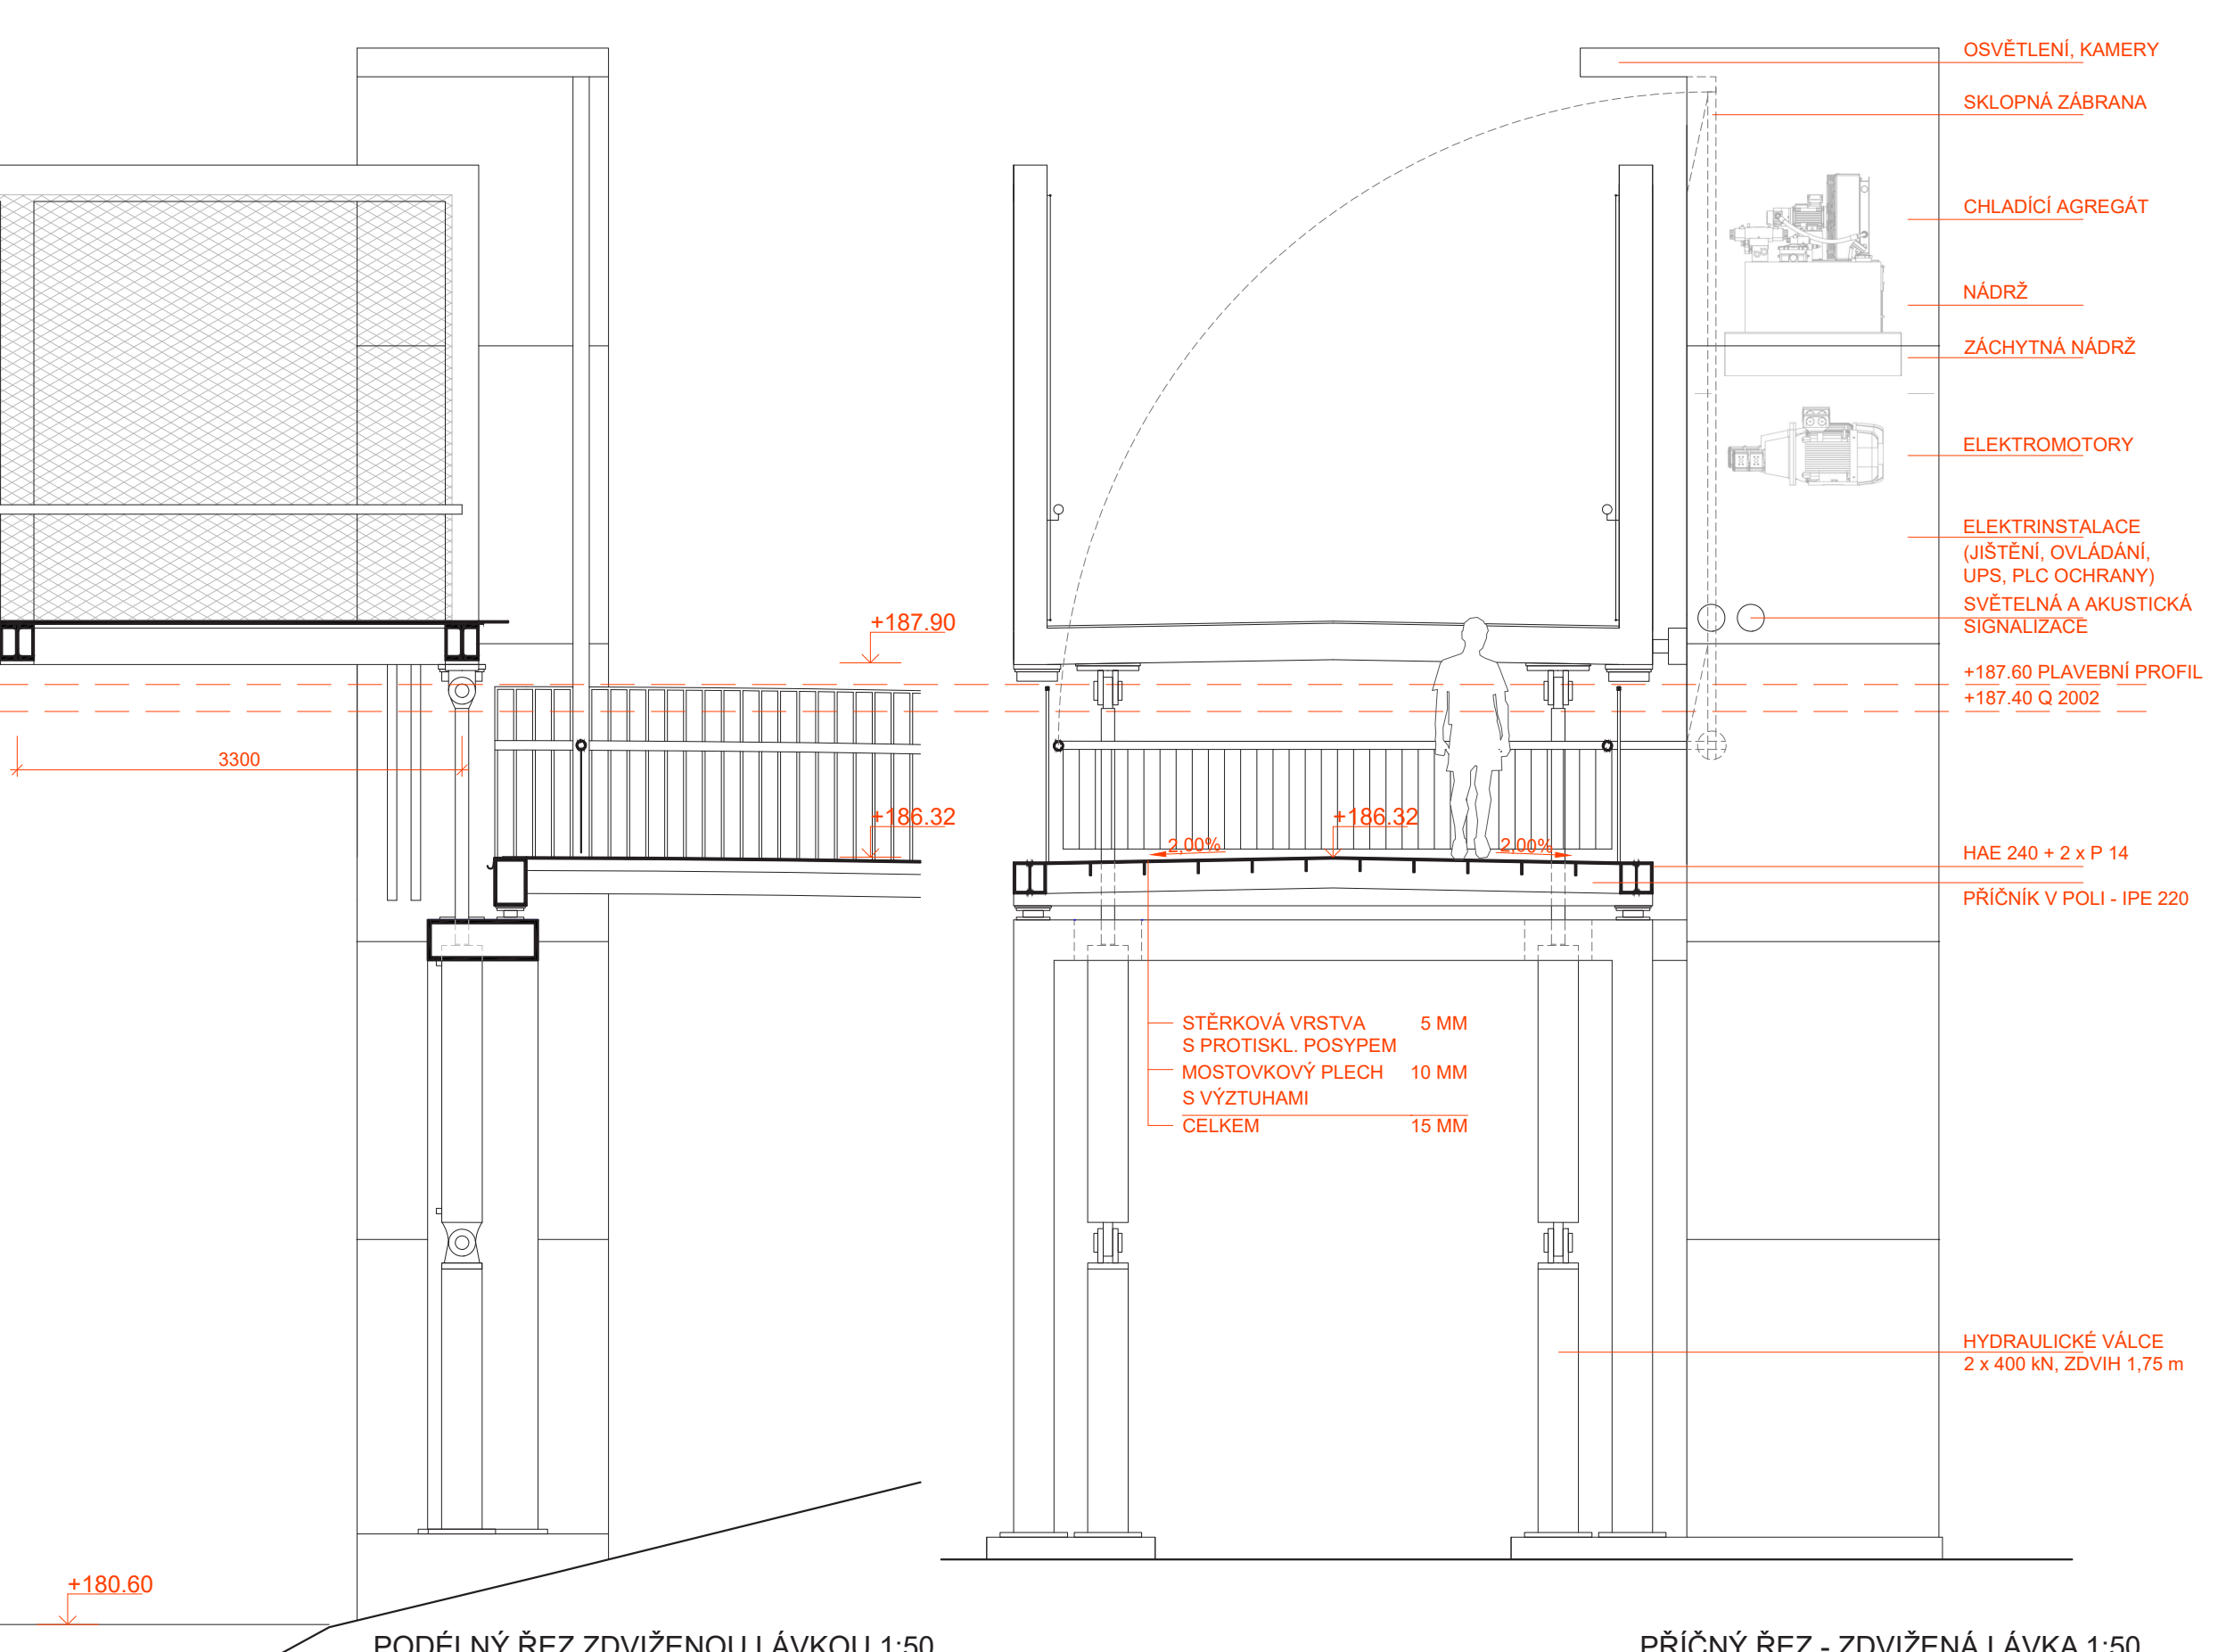 OSVĚTLENÍ, KAMERY
SKLOPNÁ ZÁBRANA
CHLADÍCÍ AGREGÁT
NÁDRŽ
ZÁCHYTNÁ NÁDRŽ
ELEKTROMOTORY
ELEKTRINSTALACE
(JIŠTĚNÍ, OVLÁDÁNÍ,
UPS, PLC OCHRANY)
SVĚTELNÁ A AKUSTICKÁ
SIGNALIZACE
+187.90
+187.60 PLAVEBNÍ PROFIL
+187.40 Q 2002
3300
+186.32
+186.32
2,00%
2,00%
HAE 240 + 2 x P 14
PŘÍČNÍK V POLI - IPE 220
STĚRKOVÁ VRSTVA 5 MM
S PROTISKL. POSYPEM
MOSTOVKOVÝ PLECH 10 MM
S VÝZTUHAMI
CELKEM 15 MM
HYDRAULICKÉ VÁLCE
2 x 400 kN, ZDVIH 1,75 m
+180.60
PODÉLNÝ ŘEZ ZDVIŽENOU LÁVKOU 1:50
PŘÍČNÝ ŘEZ - ZDVIŽENÁ LÁVKA 1:50